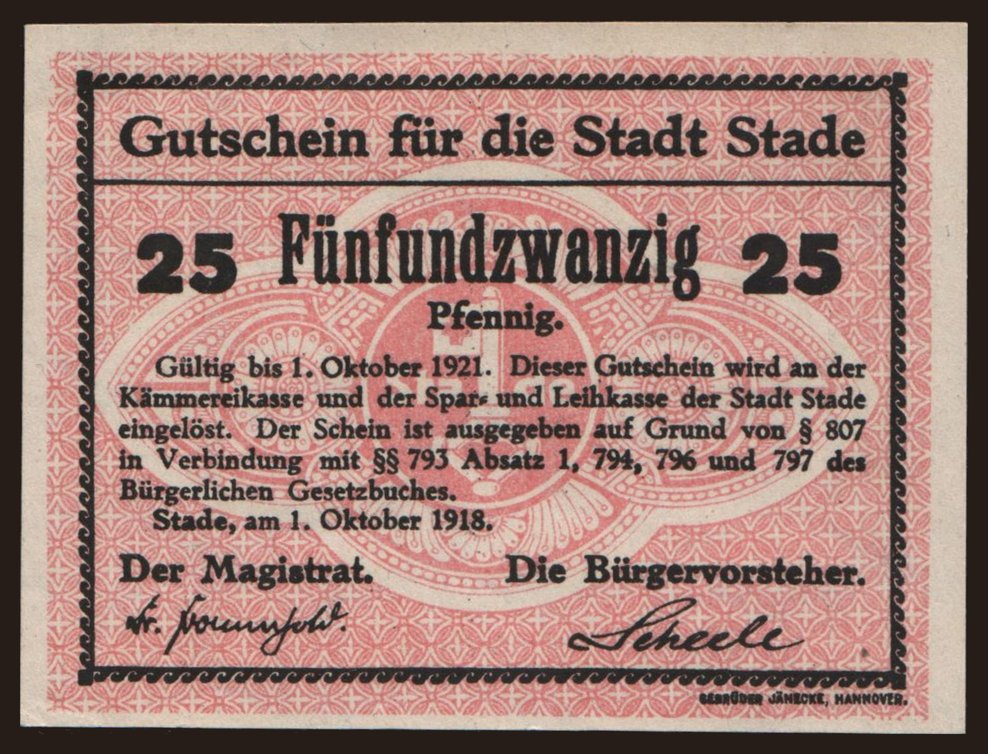 Gutschein für die Stadt Stade
25 Fünfundzwanzig 25
Pfennig.
Gültig bis 1. Oktober 1921. Dieser Gutschein wird an der
Kämmereikasse und der Spar- und Leihkasse der Stadt Stade
eingelöst. Der Schein ist ausgegeben auf Grund von § 807
in Verbindung mit §§ 793 Absatz 1, 794, 796 und 797 des
Bürgerlichen Gesetzbuches.
Stade, am 1. Oktober 1918.
Der Magistrat. Die Bürgervorsteher.
Dr. Scheele
GEBRÜDER JÄNECKE, HANNOVER.